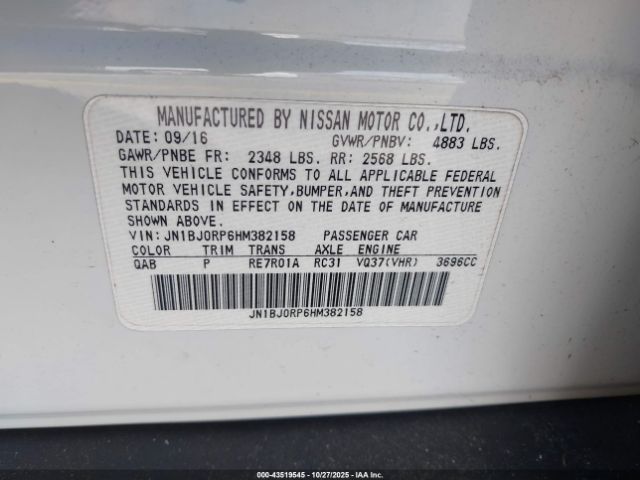 MANUFACTURED BY NISSAN MOTOR CO.,LTD.
DATE: 09/16 GVWR/PNBV: 4883 LBS.
GAWR/PNBE FR: 2348 LBS. RR: 2568 LBS.
THIS VEHICLE CONFORMS TO ALL APPLICABLE FEDERAL
MOTOR VEHICLE SAFETY,BUMPER,AND THEFT PREVENTION
STANDARDS IN EFFECT ON THE DATE OF MANUFACTURE
SHOWN ABOVE.
VIN: JN1BJ0RP6HM382158 PASSENGER CAR
COLOR TRIM TRANS AXLE ENGINE
QAB P RE7R01A RC31 VQ37(VHR) 3696CC
JN1BJ0RP6HM382158
000-43519545 - 10/27/2025 - IAAI.com